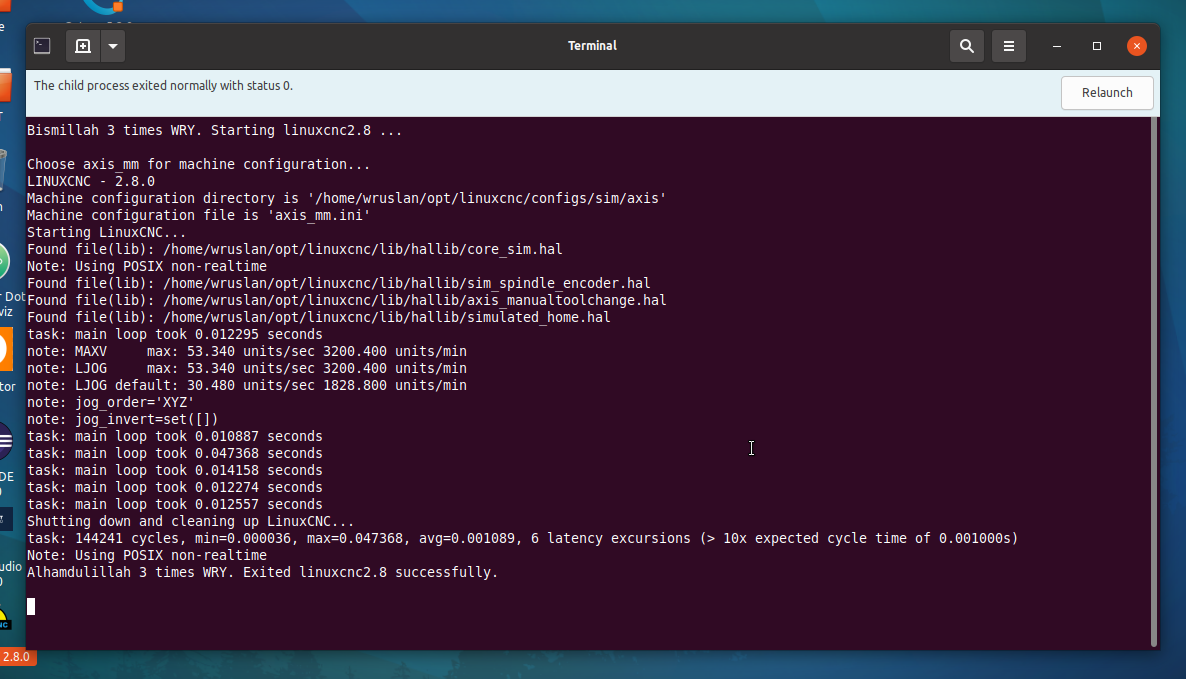 Terminal
The child process exited normally with status 0.
Relaunch
Bismillah 3 times WRY. Starting linuxcnc2.8 ...
Choose axis_mm for machine configuration...
LINUXCNC - 2.8.0
Machine configuration directory is '/home/wruslan/opt/linuxcnc/configs/sim/axis'
Machine configuration file is 'axis_mm.ini'
Starting LinuxCNC...
Found file(lib): /home/wruslan/opt/linuxcnc/lib/hallib/core_sim.hal
Note: Using POSIX non-realtime
Found file(lib): /home/wruslan/opt/linuxcnc/lib/hallib/sim_spindle_encoder.hal
Found file(lib): /home/wruslan/opt/linuxcnc/lib/hallib/axis_manualtoolchange.hal
Found file(lib): /home/wruslan/opt/linuxcnc/lib/hallib/simulated_home.hal
task: main loop took 0.012295 seconds
note: MAXV     max: 53.340 units/sec 3200.400 units/min
note: LJOG     max: 53.340 units/sec 3200.400 units/min
note: LJOG default: 30.480 units/sec 1828.800 units/min
note: jog_order='XYZ'
note: jog_invert=set([])
task: main loop took 0.010887 seconds
task: main loop took 0.047368 seconds
task: main loop took 0.014158 seconds
task: main loop took 0.012274 seconds
task: main loop took 0.012557 seconds
Shutting down and cleaning up LinuxCNC...
task: 144241 cycles, min=0.000036, max=0.047368, avg=0.001089, 6 latency excursions (> 10x expected cycle time of 0.001000s)
Note: Using POSIX non-realtime
Alhamdulillah 3 times WRY. Exited linuxcnc2.8 successfully.
r Dot
viz
tor
DE
udio
2.8.0